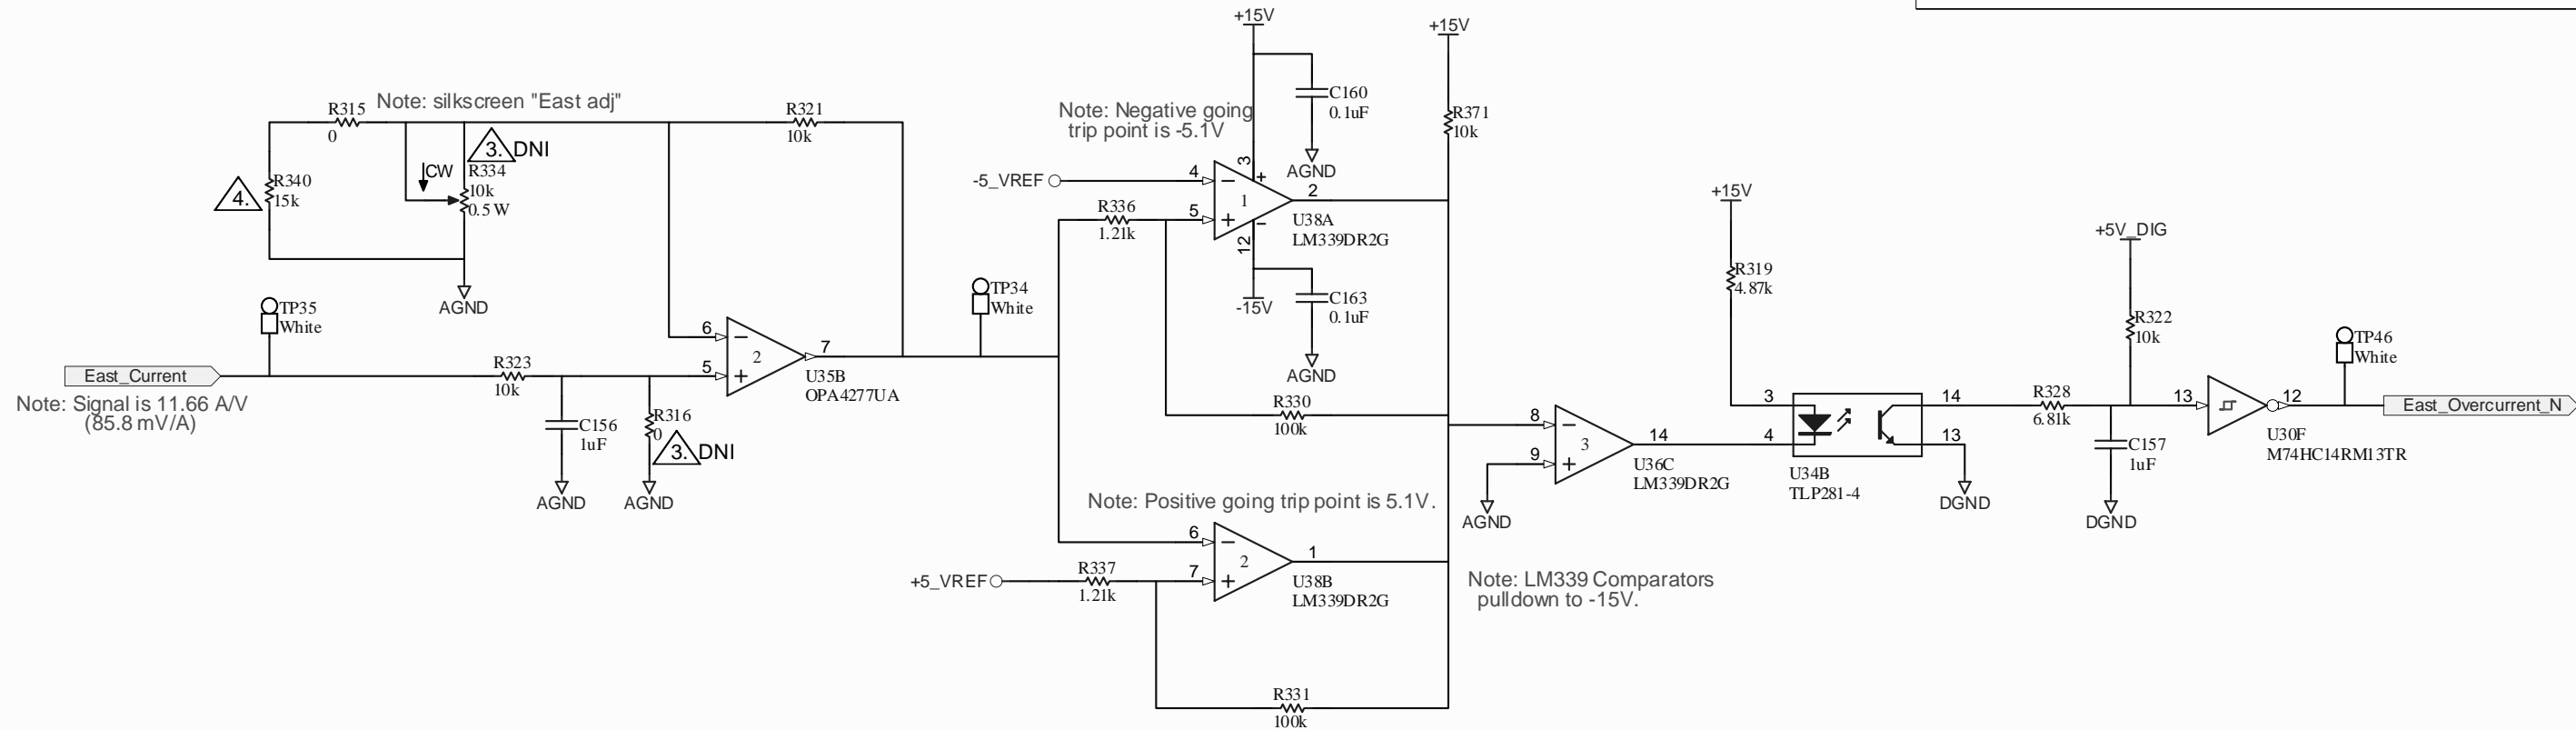 +15V
+15V
R315
0
Note: silkscreen "East adj"
R321
10k
3. DNI
CW
R334
10k
0.5 W
4.
R340
15k
AGND
TP35
White
East_Current
Note: Signal is 11.66 A/V
(85.8 mV/A)
R323
10k
C156
1uF
AGND
R316
0
3. DNI
AGND
6
5
2
7
U35B
OPA4277UA
TP34
White
Note: Negative going
trip point is -5.1V
C160
0.1uF
AGND
R371
10k
-5_VREF
4
3
1
2
R336
1.21k
5
12
U38A
LM339DR2G
-15V
C163
0.1uF
AGND
R330
100k
Note: Positive going trip point is 5.1V.
6
2
1
+5_VREF
R337
1.21k
7
U38B
LM339DR2G
R331
100k
Note: LM339 Comparators
pulldown to -15V.
8
9
3
14
AGND
U36C
LM339DR2G
+15V
R319
4.87k
3
4
14
13
U34B
TLP281-4
DGND
+5V_DIG
R322
10k
R328
6.81k
C157
1uF
DGND
13
12
U30F
M74HC14RM13TR
TP46
White
East_Overcurrent_N